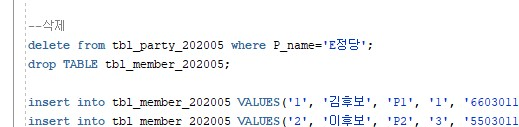 --삭제
delete from tbl_party_202005 where P_name='E정당';
drop TABLE tbl_member_202005;
insert into tbl_member_202005 VALUES('1', '김후보', 'P1', '1', '6603011
insert into tbl_member_202005 VALUES('2', '이후보', 'P2', '3', '5503011